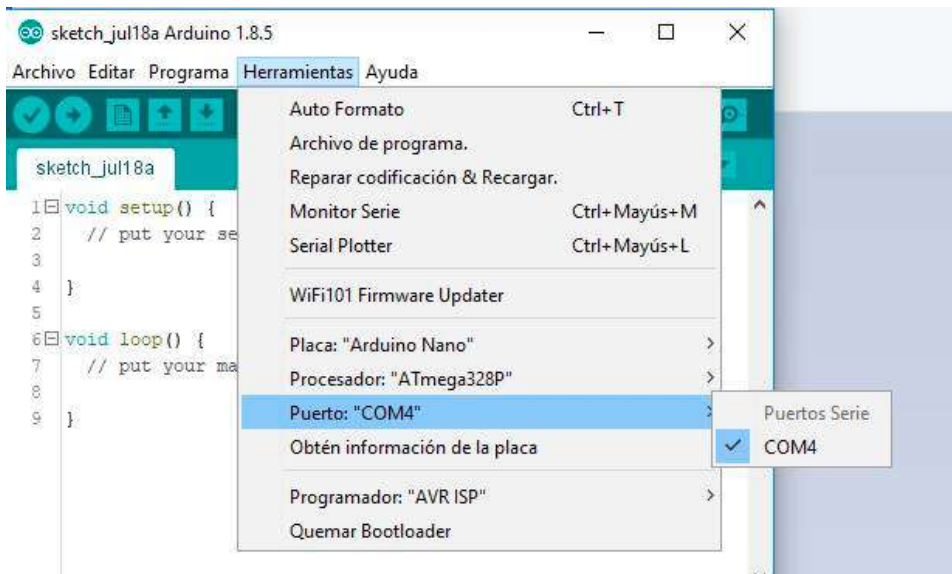 sketch_jul18a Arduino 1.8.5
Archivo Editar Programa Herramientas Ayuda
sketch_jul18a
1 void setup() {
2 // put your se
3
4 }
5
6 void loop() {
7 // put your ma
8
9 }
Auto Formato Ctrl+T
Archivo de programa.
Reparar codificación & Recargar.
Monitor Serie Ctrl+Mayús+M
Serial Plotter Ctrl+Mayús+L
WiFi101 Firmware Updater
Placa: "Arduino Nano"
Procesador: "ATmega328P"
Puerto: "COM4"
Obtén información de la placa
Programador: "AVR ISP"
Quemar Bootloader
Puertos Serie
COM4